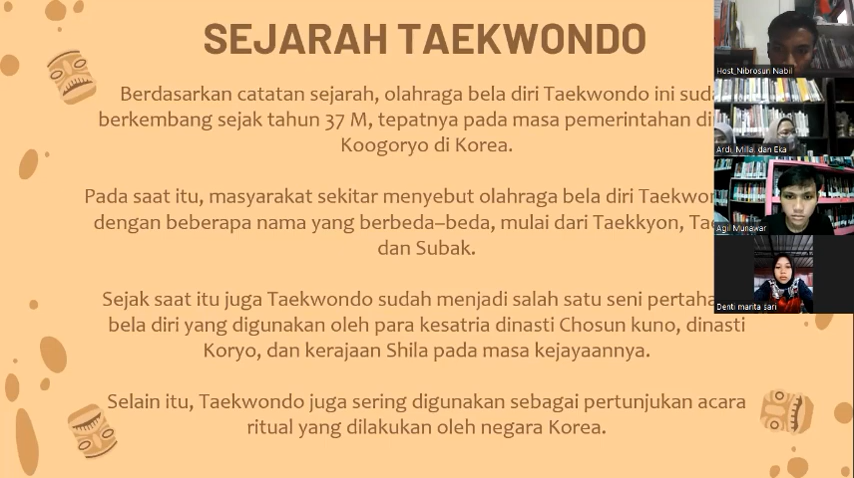 SEJARAH TAEKWONDO
Berdasarkan catatan sejarah, olahraga bela diri Taekwondo ini
berkembang sejak tahun 37 M, tepatnya pada masa pemerintahan
Koogoryo di Korea.
Pada saat itu, masyarakat sekitar menyebut olahraga bela diri
dengan beberapa nama yang berbeda–beda, mulai dari Taekkyon,
dan Subak.
Sejak saat itu juga Taekwondo sudah menjadi salah satu seni
bela diri yang digunakan oleh para kesatria dinasti Chosun kuno, dinasti
Koryo, dan kerajaan Shila pada masa kejayaannya.
Selain itu, Taekwondo juga sering digunakan sebagai pertunjukan acara
ritual yang dilakukan oleh negara Korea.
Host_Nibrosun Nabil
Ardi, Milla, dan Eka
Agil Munawar
Denti marita sari